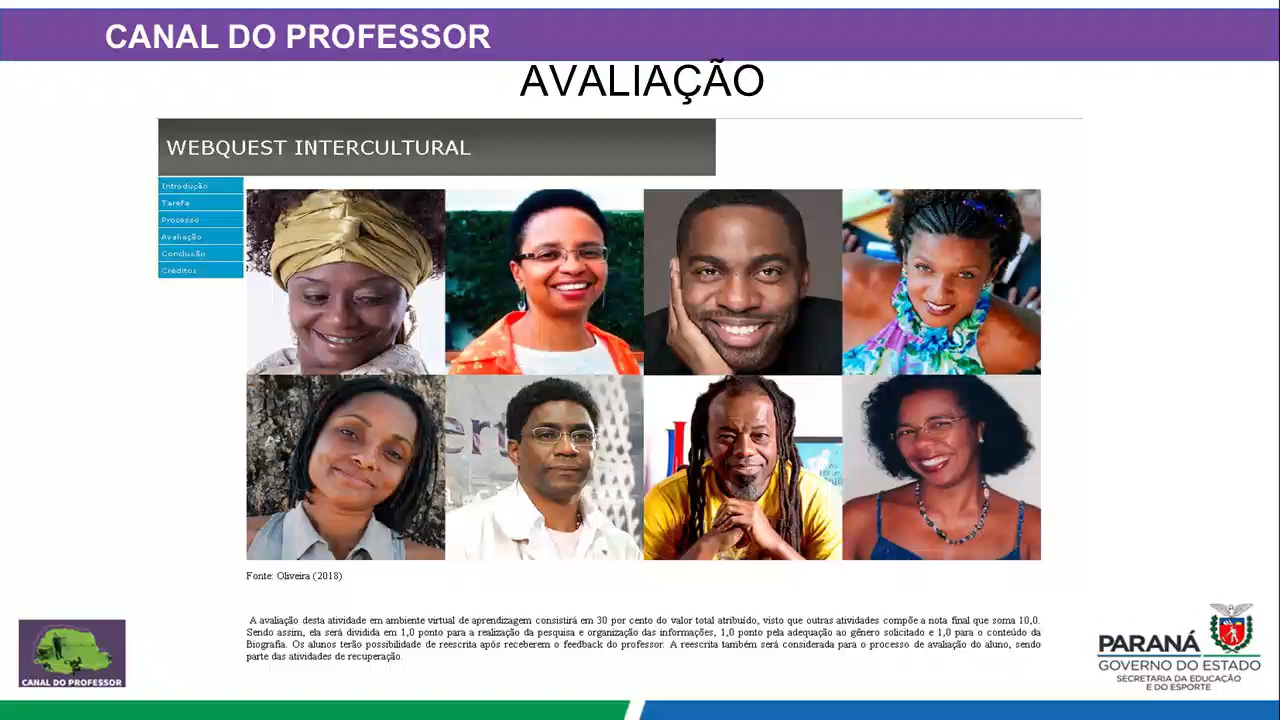 CANAL DO PROFESSOR
AVALIAÇÃO
WEBQUEST INTERCULTURAL
Introdução
Tarefa
Processo
Avaliação
Conclusão
Créditos
Fonte: Oliveira (2018)
A avaliação desta atividade em ambiente virtual de aprendizagem consistirá em 30 por cento do valor total atribuído, visto que outras atividades compõe a nota final que soma 10,0.
Sendo assim, ela será dividida em 1,0 ponto para a realização da pesquisa e organização das informações, 1,0 ponto pela adequação ao gênero solicitado e 1,0 para o conteúdo da
Biografia. Os alunos terão possibilidade de reescrita após receberem o feedback do professor. A reescrita também será considerada para o processo de avaliação do aluno, sendo
parte das atividades de recuperação.
CANAL DO PROFESSOR
PARANÁ
GOVERNO DO ESTADO
SECRETARIA DA EDUCAÇÃO
E DO ESPORTE